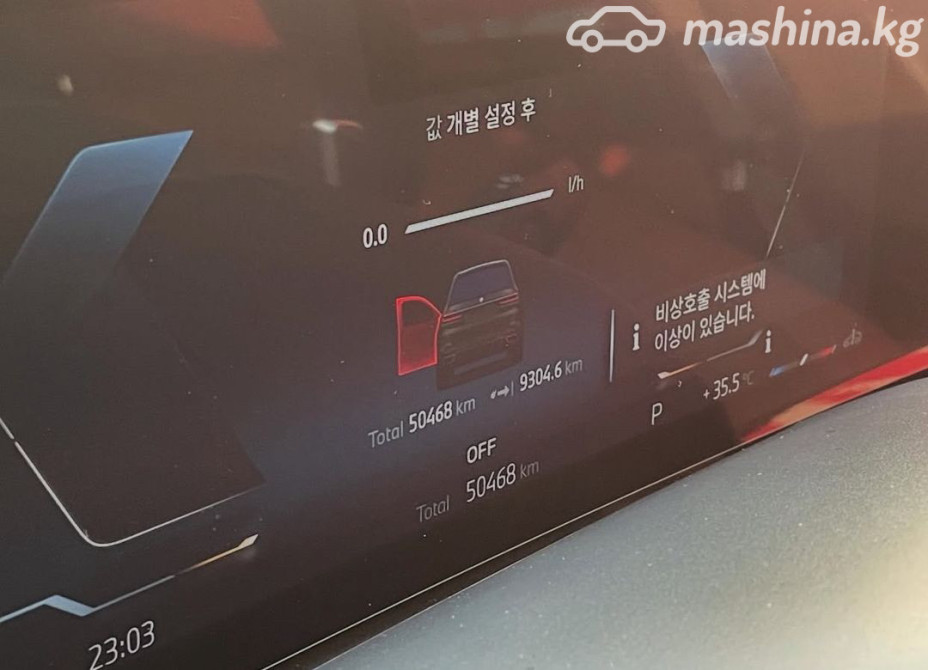 mashina.kg
값 개별 설정 후
l/h
0.0
비상호출 시스템에
이상이 있습니다.
Total 50468 km
9304.6 km
P
+35.5 °C
OFF
Total 50468 km
23:03